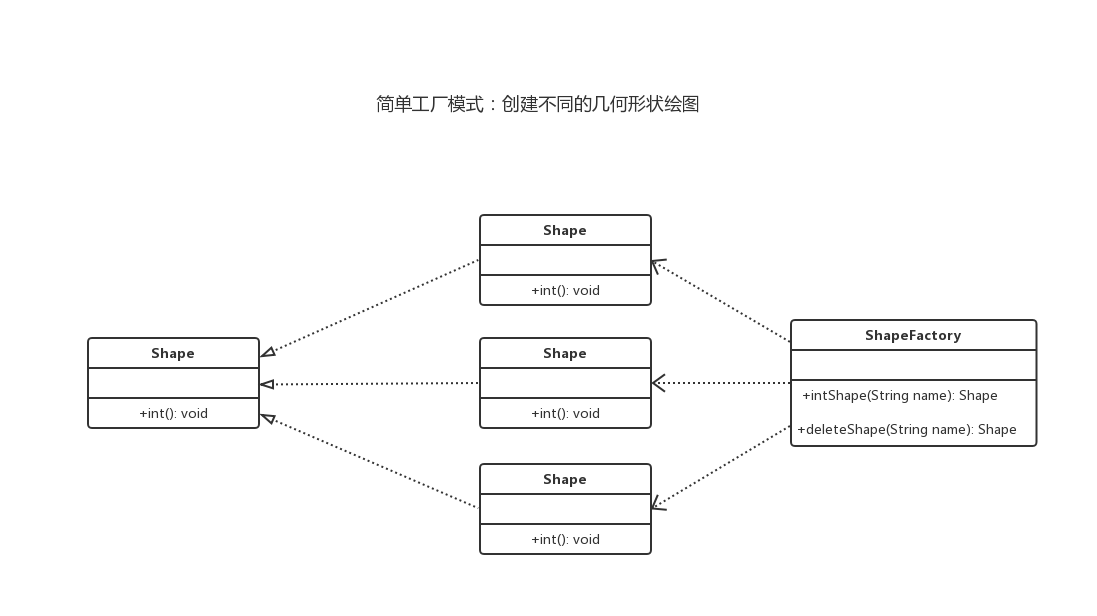 简单工厂模式：创建不同的几何形状绘图
Shape
+int(): void
Shape
+int(): void
Shape
+int(): void
Shape
+int(): void
ShapeFactory
+intShape(String name): Shape
+deleteShape(String name): Shape